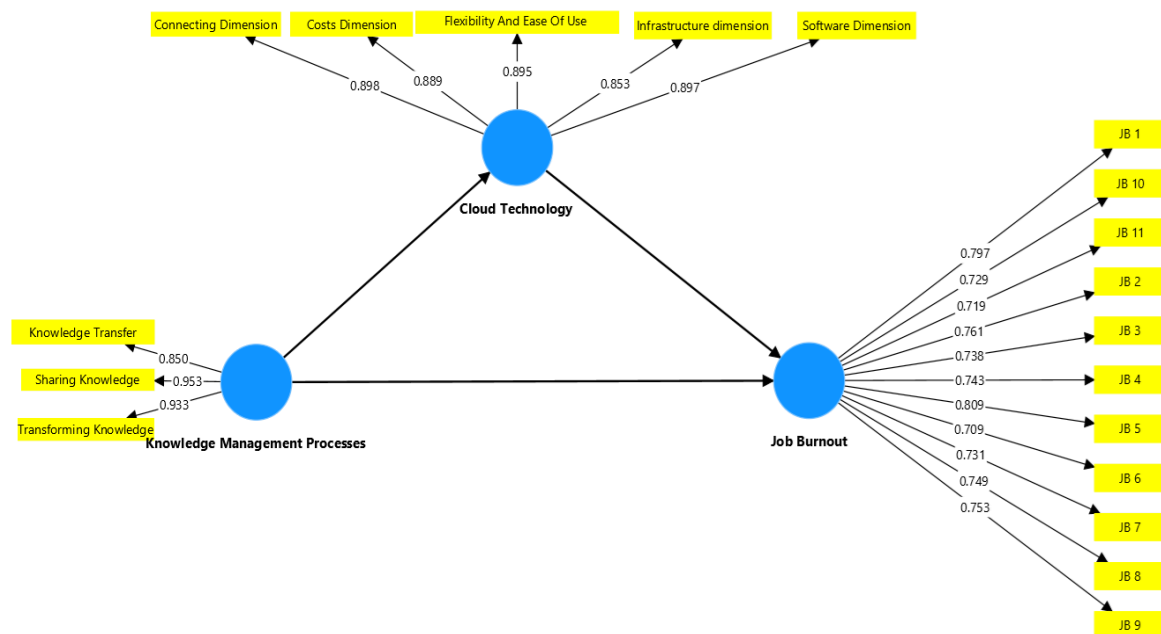 Connecting Dimension
Costs Dimension
Flexibility And Ease Of Use
Infrastructure dimension
Software Dimension
0.898
0.889
0.895
0.853
0.897
Cloud Technology
Knowledge Transfer
Sharing Knowledge
Transforming Knowledge
0.850
0.953
0.933
Knowledge Management Processes
Job Burnout
0.797
0.729
0.719
0.761
0.738
0.743
0.809
0.709
0.731
0.749
0.753
JB 1
JB 10
JB 11
JB 2
JB 3
JB 4
JB 5
JB 6
JB 7
JB 8
JB 9